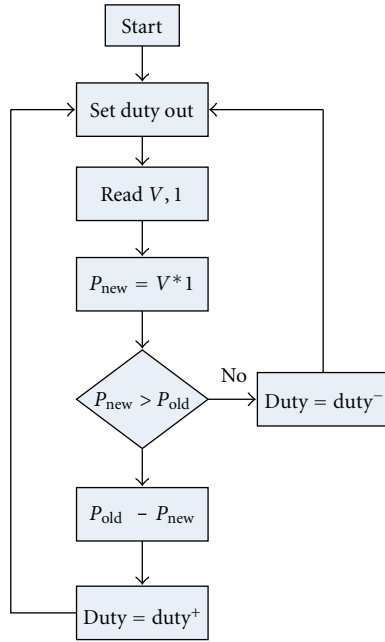 Start
Set duty out
Read V, 1
Pnew = V*1
Pnew > Pold
No
Duty = duty⁻
Pold – Pnew
Duty = duty⁺